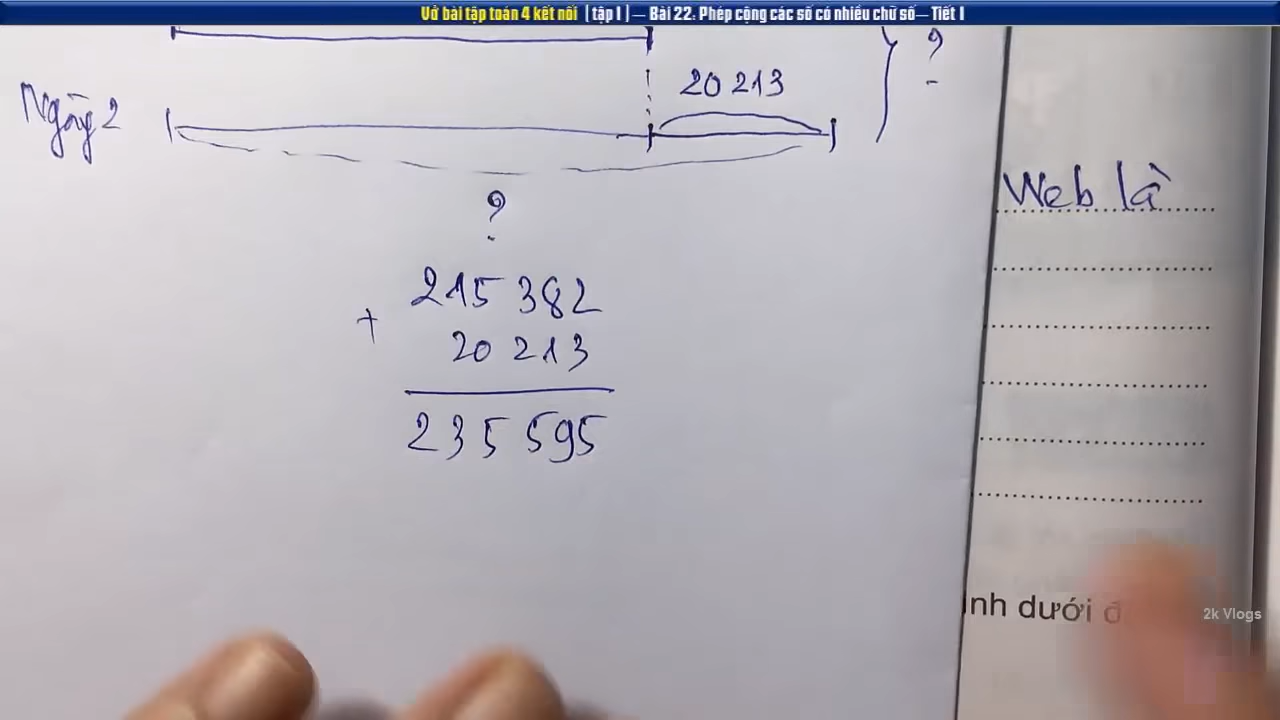 Vở bài tập toán 4 kết nối (tập 1) – Bài 22: Phép cộng các số có nhiều chữ số – Tiết 1
?
20 213
Ngày 2
Web là
?
215 382
+
20 213
235 595
nh dưới đ
2k Vlogs